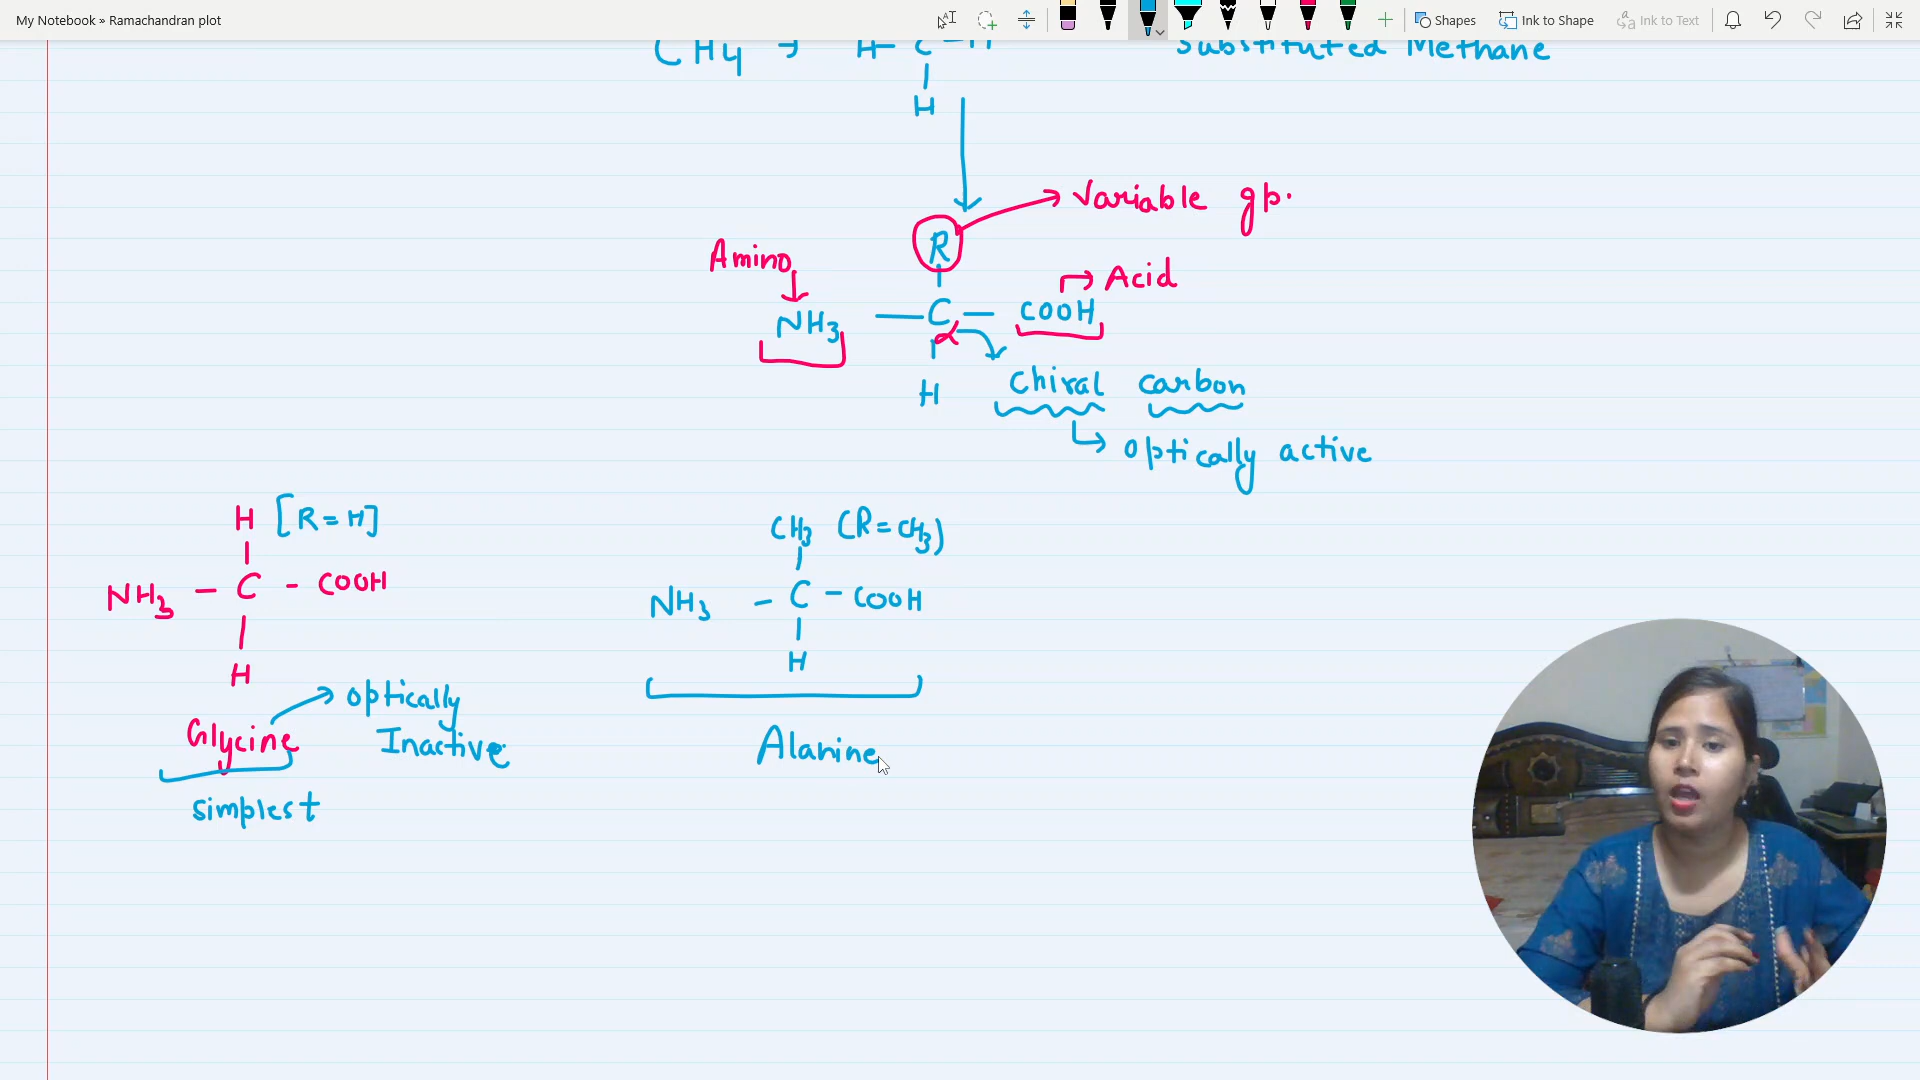 My Notebook » Ramachandran plot
Shapes
Ink to Shape
Ink to Text
CH4 → H – C – H
H
Substituted Methane
Variable gp.
R
Amino
Acid
NH3 — C — COOH
α
H
Chiral carbon
optically active
H [R = H]
NH3 – C – COOH
H
Glycine
optically
Inactive
simplest
CH3 (R = CH3)
NH3 – C – COOH
H
Alanine